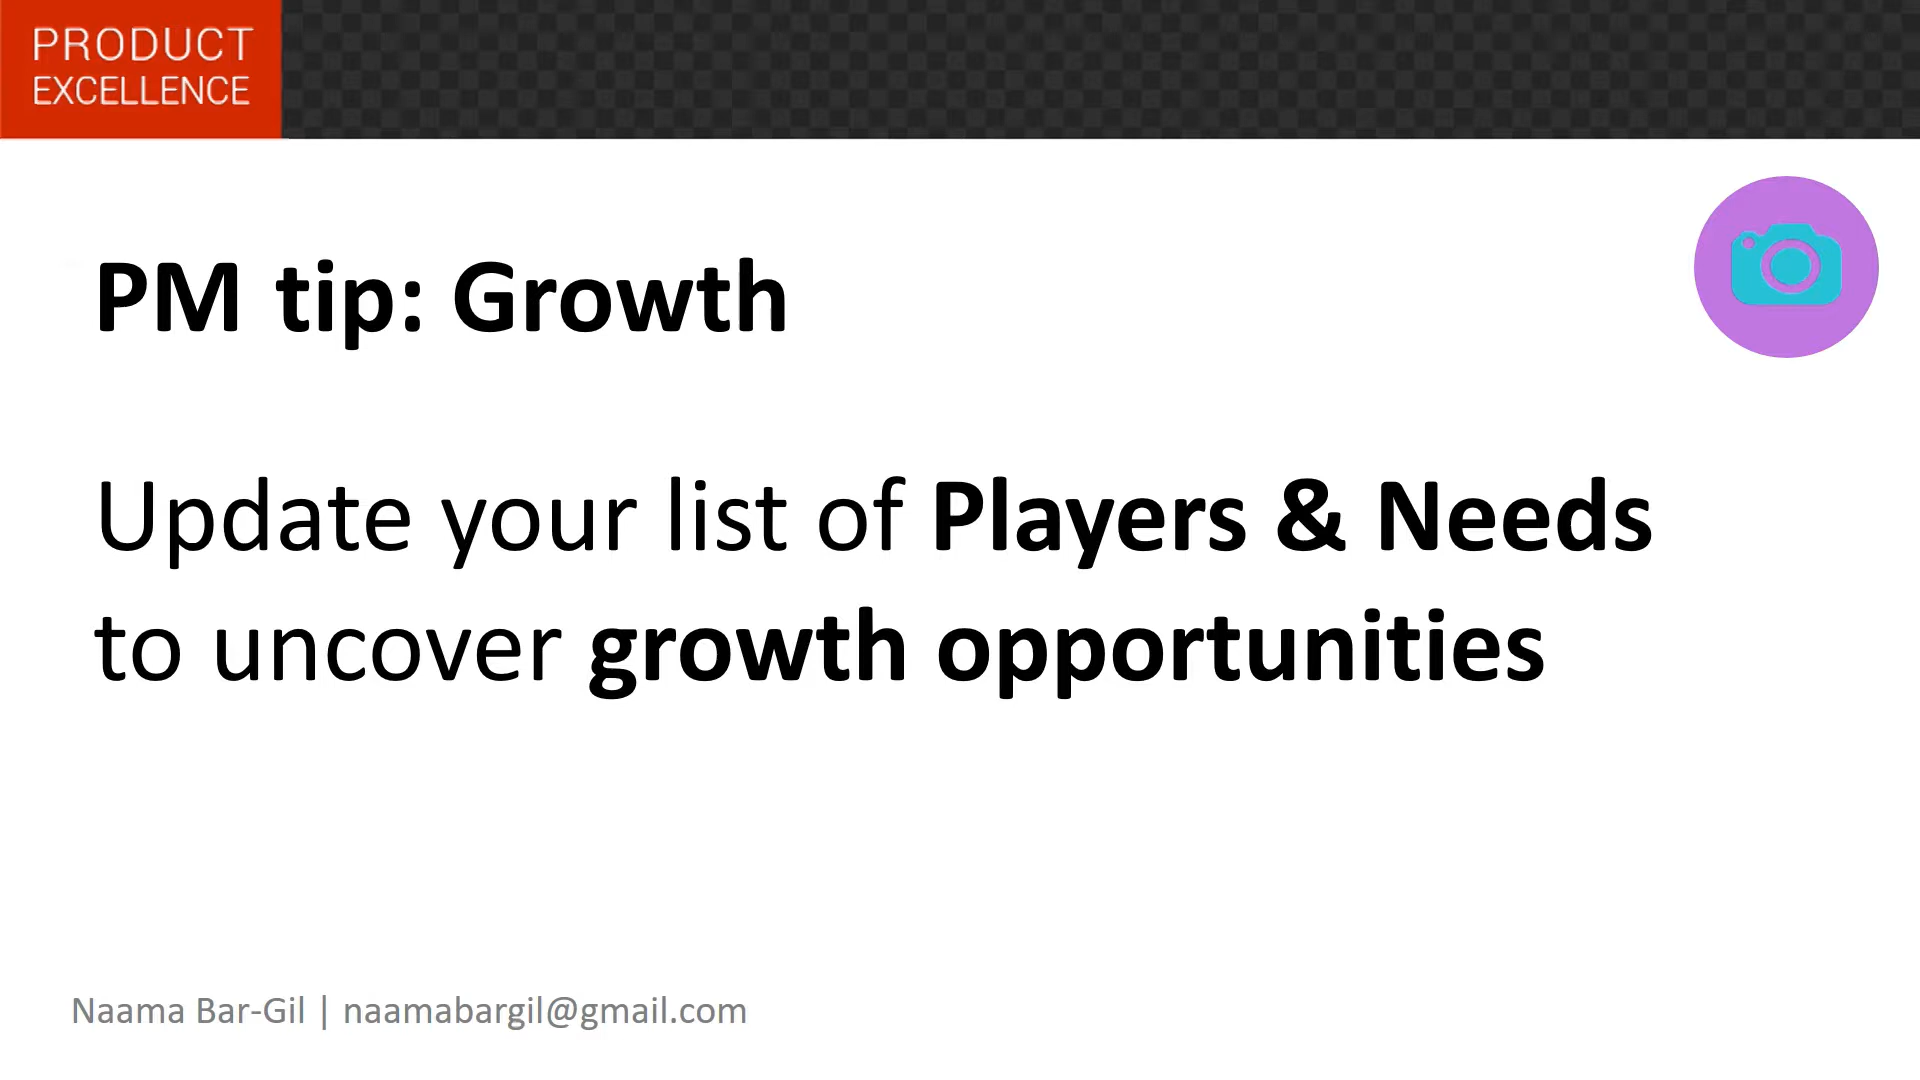 PRODUCT
EXCELLENCE
PM tip: Growth
Update your list of Players & Needs
to uncover growth opportunities
Naama Bar-Gil | naamabargil@gmail.com